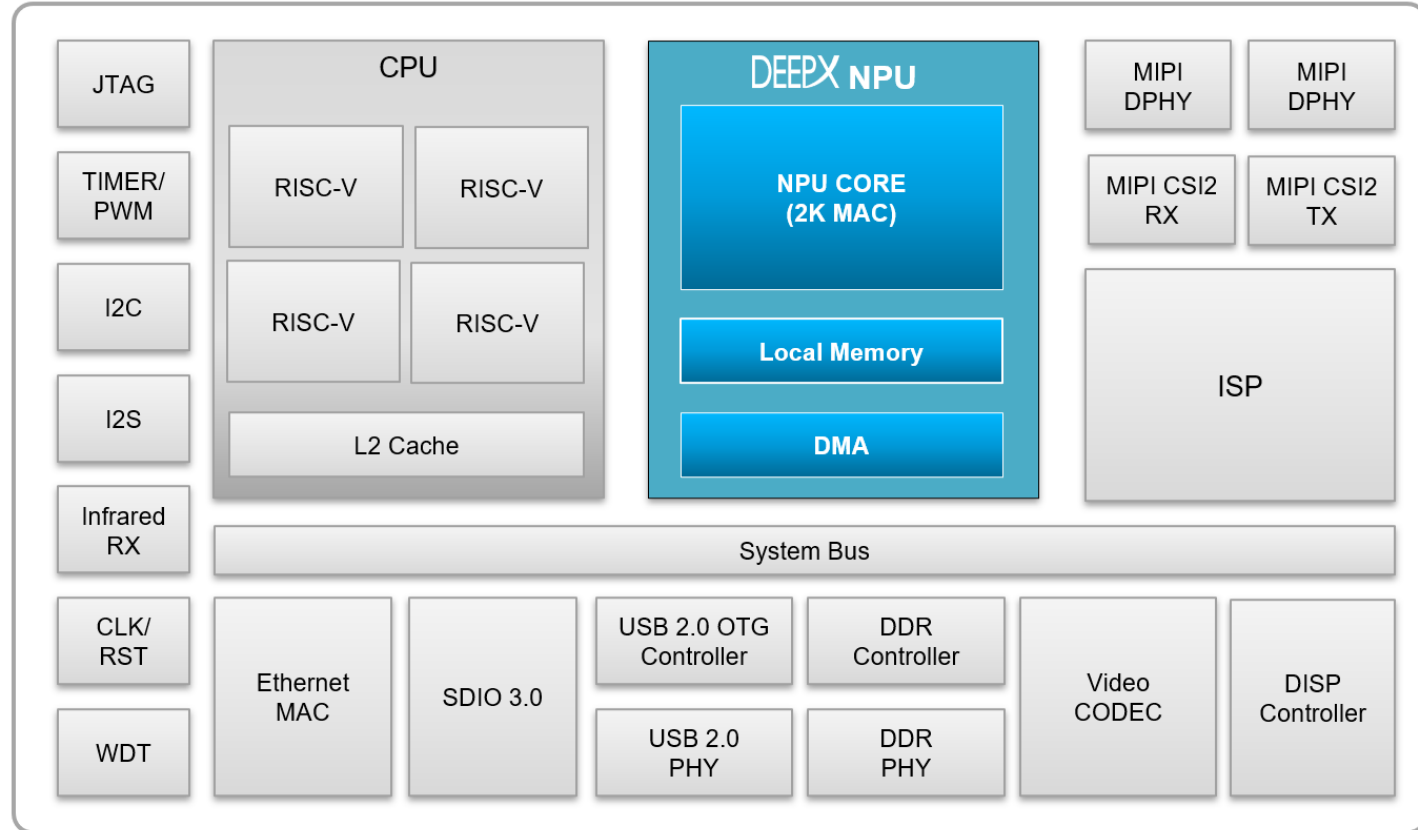 JTAG
TIMER/
PWM
I2C
I2S
Infrared
RX
CLK/
RST
WDT
CPU
RISC-V
RISC-V
RISC-V
RISC-V
L2 Cache
DEEPX NPU
NPU CORE
(2K MAC)
Local Memory
DMA
MIPI
DPHY
MIPI
DPHY
MIPI CSI2
RX
MIPI CSI2
TX
ISP
System Bus
Ethernet
MAC
SDIO 3.0
USB 2.0 OTG
Controller
USB 2.0
PHY
DDR
Controller
DDR
PHY
Video
CODEC
DISP
Controller